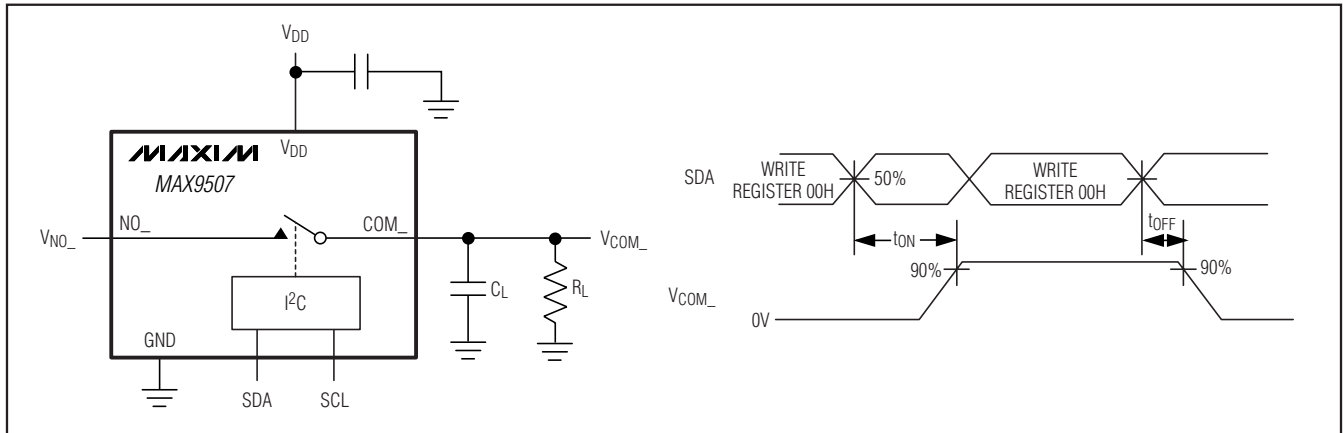 VDD
VDD
MAXIM
MAX9507
VNO_
NO_
COM_
VCOM_
I2C
CL
RL
GND
SDA
SCL
SDA
WRITE
REGISTER 00H
50%
WRITE
REGISTER 00H
tON
tOFF
90%
90%
VCOM_
0V